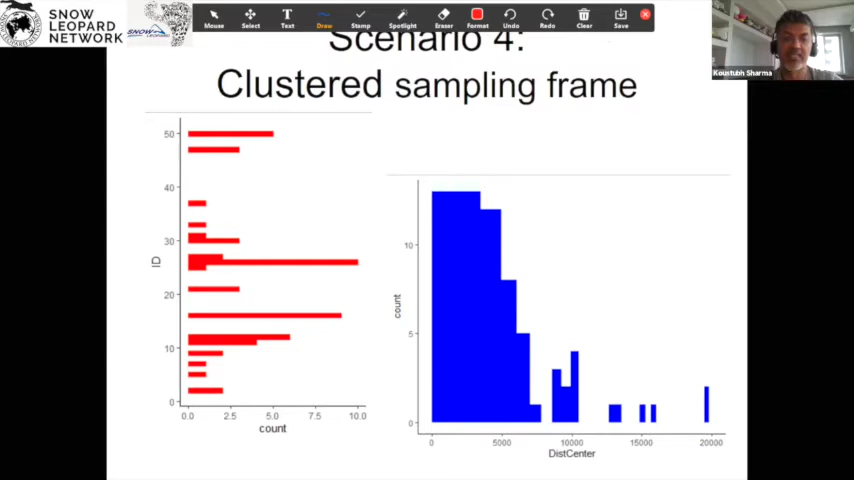 SNOW
LEOPARD
NETWORK
SNOW
LEOPARD
Mouse
Select
Text
Draw
Stamp
Spotlight
Eraser
Format
Undo
Redo
Clear
Save
Koustubh Sharma
Scenario 4:
Clustered sampling frame
50
40
30
20
10
0
ID
0.0 2.5 5.0 7.5 10.0
count
10
5
0
count
0 5000 10000 15000 20000
DistCenter